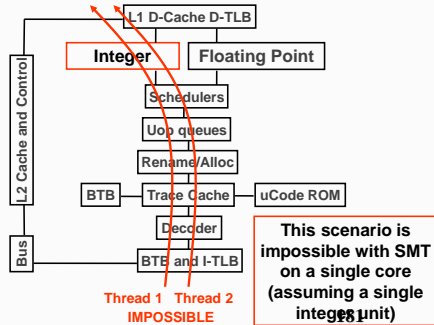 L1 D-Cache D-TLB
Integer
Floating Point
L2 Cache and Control
Schedulers
Uop queues
Rename/Alloc
BTB
Trace Cache
uCode ROM
Decoder
Bus
BTB and I-TLB
Thread 1 Thread 2
IMPOSSIBLE
This scenario is
impossible with SMT
on a single core
(assuming a single
integer unit)